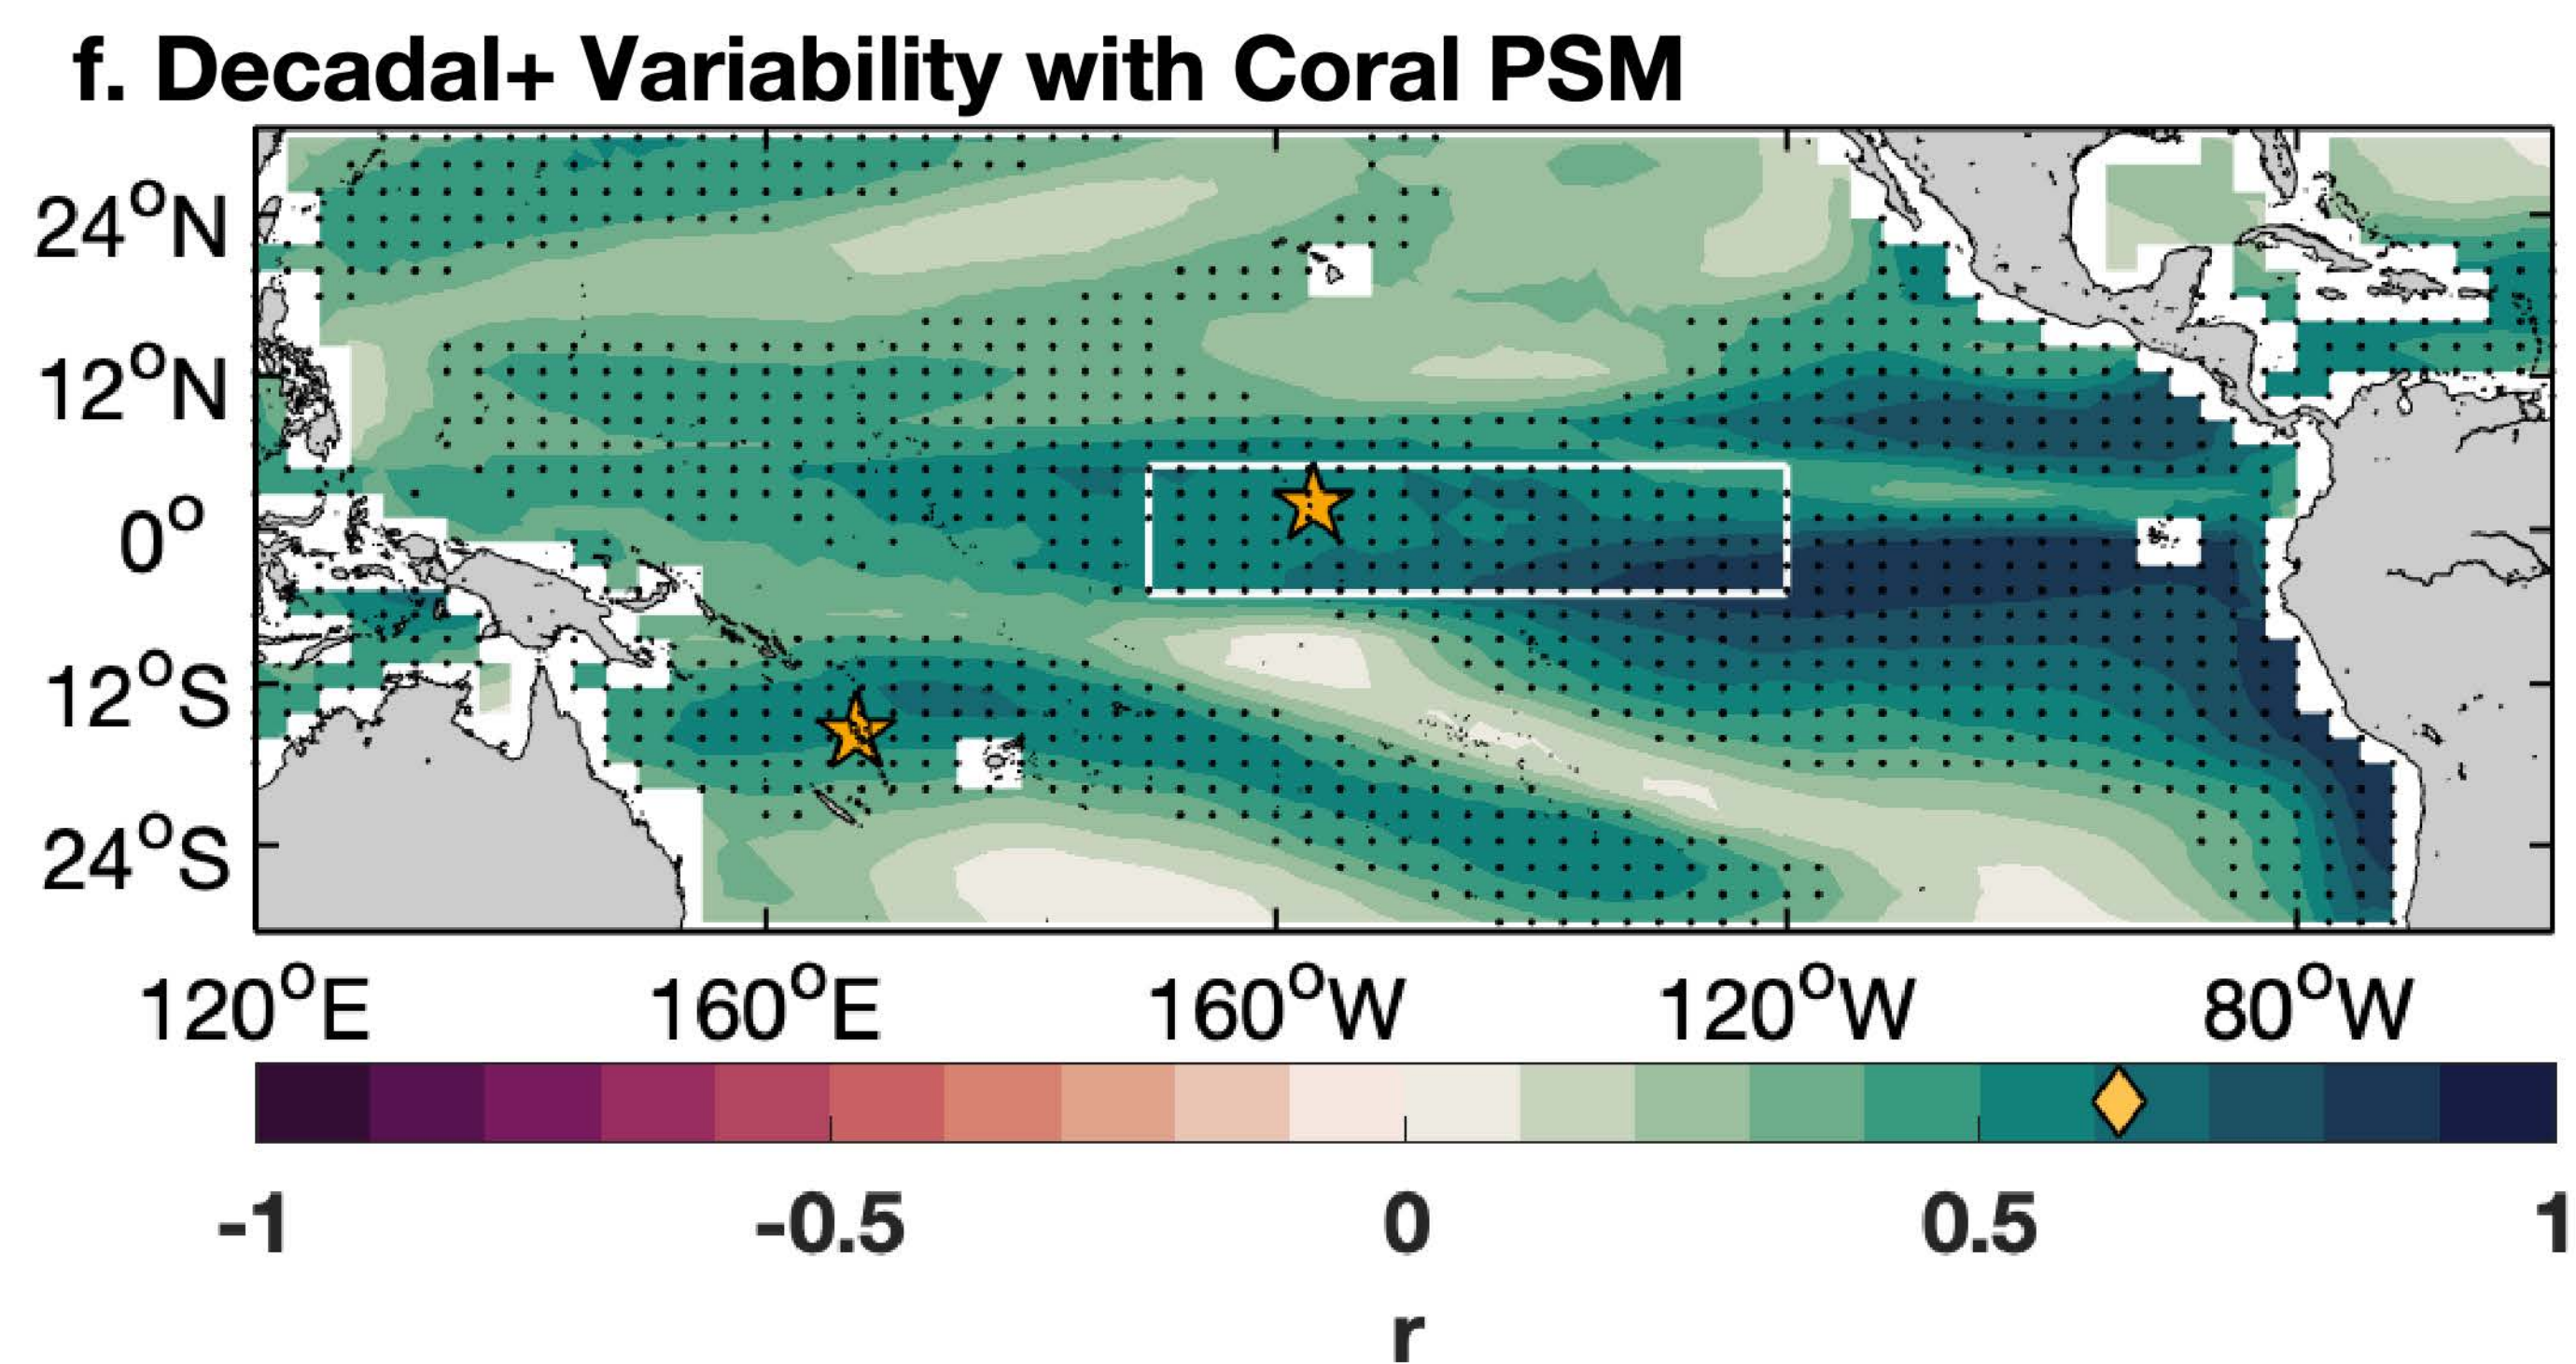 f. Decadal+ Variability with Coral PSM
24°N
12°N
0°
12°S
24°S
120°E 160°E 160°W 120°W 80°W
-1 -0.5 0 0.5 1
r